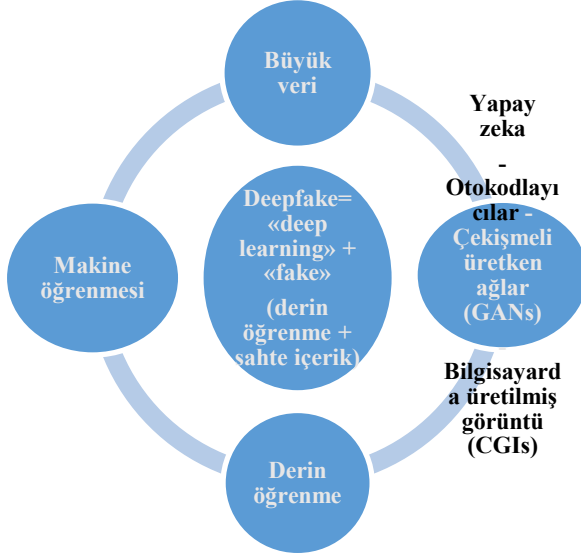 Büyük
veri
Yapay
zeka
-
Otokodlayı
cılar -
Çekişmeli
üretken
ağlar
(GANs)
-
Bilgisayard
a üretilmiş
görüntü
(CGIs)
Derin
öğrenme
Makine
öğrenmesi
Deepfake=
«deep
learning» +
«fake»
(derin
öğrenme +
sahte içerik)